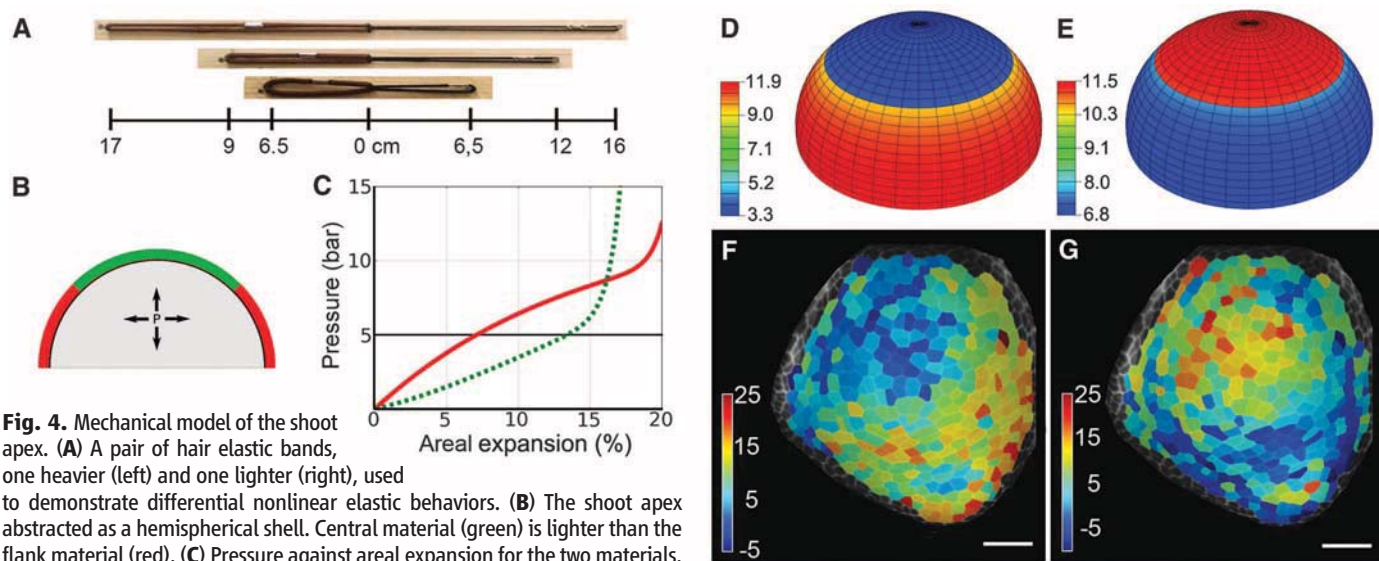 A
17 9 6.5 0 cm 6,5 12 16
B
P
C
15
10
5
0 5 10 15 20
Pressure (bar)
Areal expansion (%)
D
11.9
9.0
7.1
5.2
3.3
E
11.5
10.3
9.1
8.0
6.8
F
25
15
5
-5
G
25
15
5
-5
Fig. 4. Mechanical model of the shoot
apex. (A) A pair of hair elastic bands,
one heavier (left) and one lighter (right), used
to demonstrate differential nonlinear elastic behaviors. (B) The shoot apex
abstracted as a hemispherical shell. Central material (green) is lighter than the
flank material (red). (C) Pressure against areal expansion for the two materials.